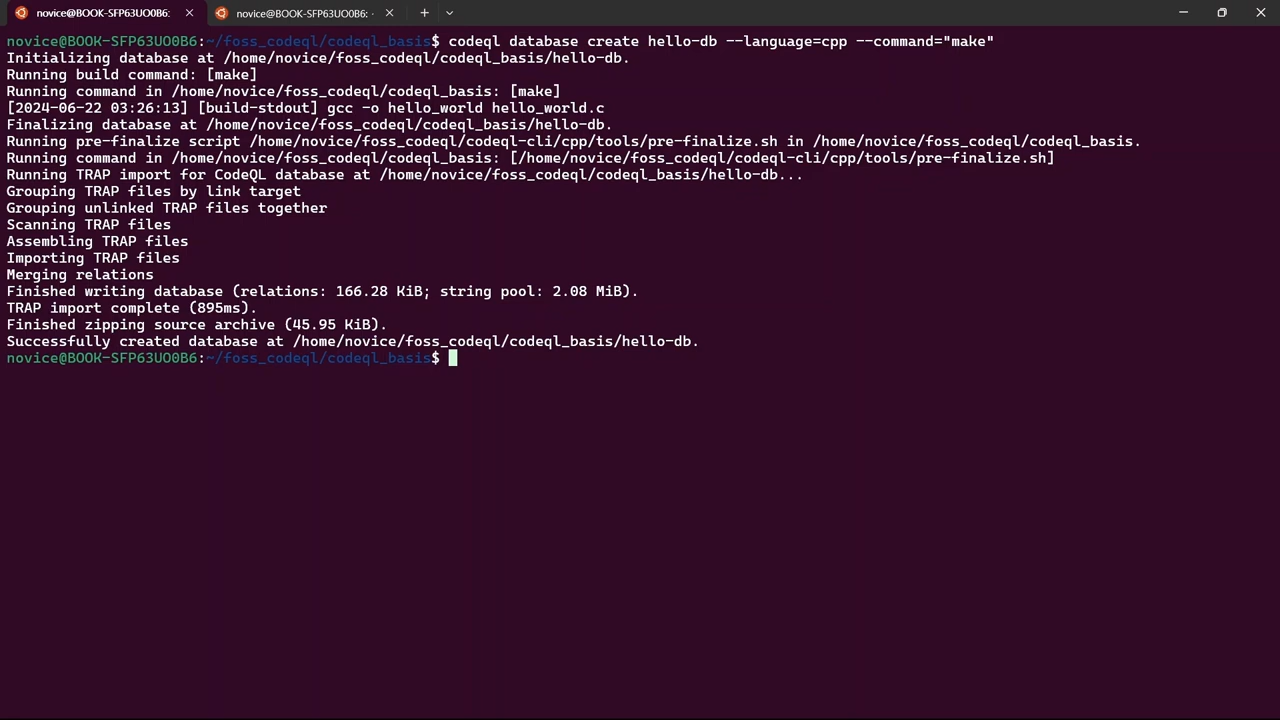 novice@BOOK-SFP63UO0B6: novice@BOOK-SFP63UO0B6:
novice@BOOK-SFP63UO0B6:~/foss_codeql/codeql_basis$ codeql database create hello-db --language=cpp --command="make"
Initializing database at /home/novice/foss_codeql/codeql_basis/hello-db.
Running build command: [make]
Running command in /home/novice/foss_codeql/codeql_basis: [make]
[2024-06-22 03:26:13] [build-stdout] gcc -o hello_world hello_world.c
Finalizing database at /home/novice/foss_codeql/codeql_basis/hello-db.
Running pre-finalize script /home/novice/foss_codeql/codeql-cli/cpp/tools/pre-finalize.sh in /home/novice/foss_codeql/codeql_basis.
Running command in /home/novice/foss_codeql/codeql_basis: [/home/novice/foss_codeql/codeql-cli/cpp/tools/pre-finalize.sh]
Running TRAP import for CodeQL database at /home/novice/foss_codeql/codeql_basis/hello-db...
Grouping TRAP files by link target
Grouping unlinked TRAP files together
Scanning TRAP files
Assembling TRAP files
Importing TRAP files
Merging relations
Finished writing database (relations: 166.28 KiB; string pool: 2.08 MiB).
TRAP import complete (895ms).
Finished zipping source archive (45.95 KiB).
Successfully created database at /home/novice/foss_codeql/codeql_basis/hello-db.
novice@BOOK-SFP63UO0B6:~/foss_codeql/codeql_basis$